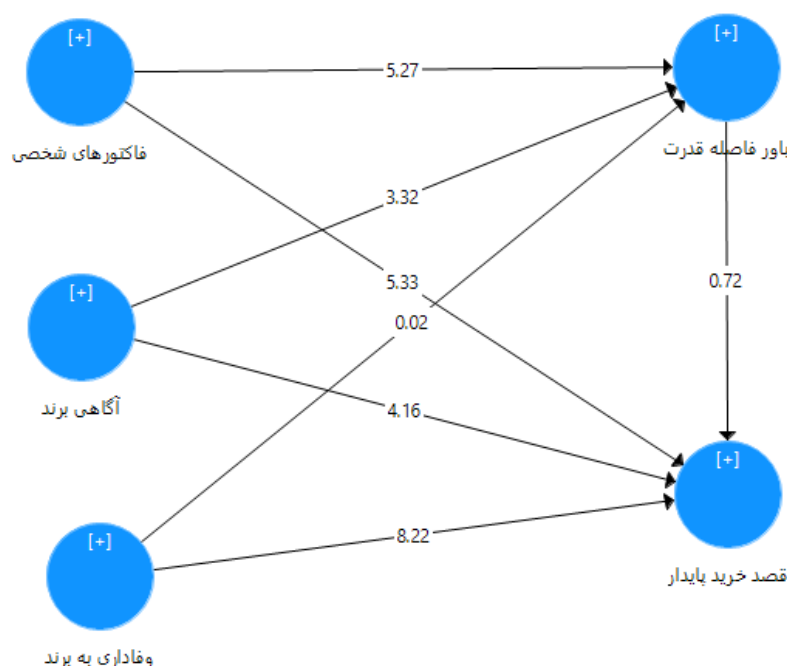 [+]
[+]
5.27
فاکتورهای شخصی
باور فاصله قدرت
3.32
[+]
5.33
0.72
0.02
آگاهی برند
4.16
[+]
[+]
8.22
قصد خرید پایدار
وفاداری به برند